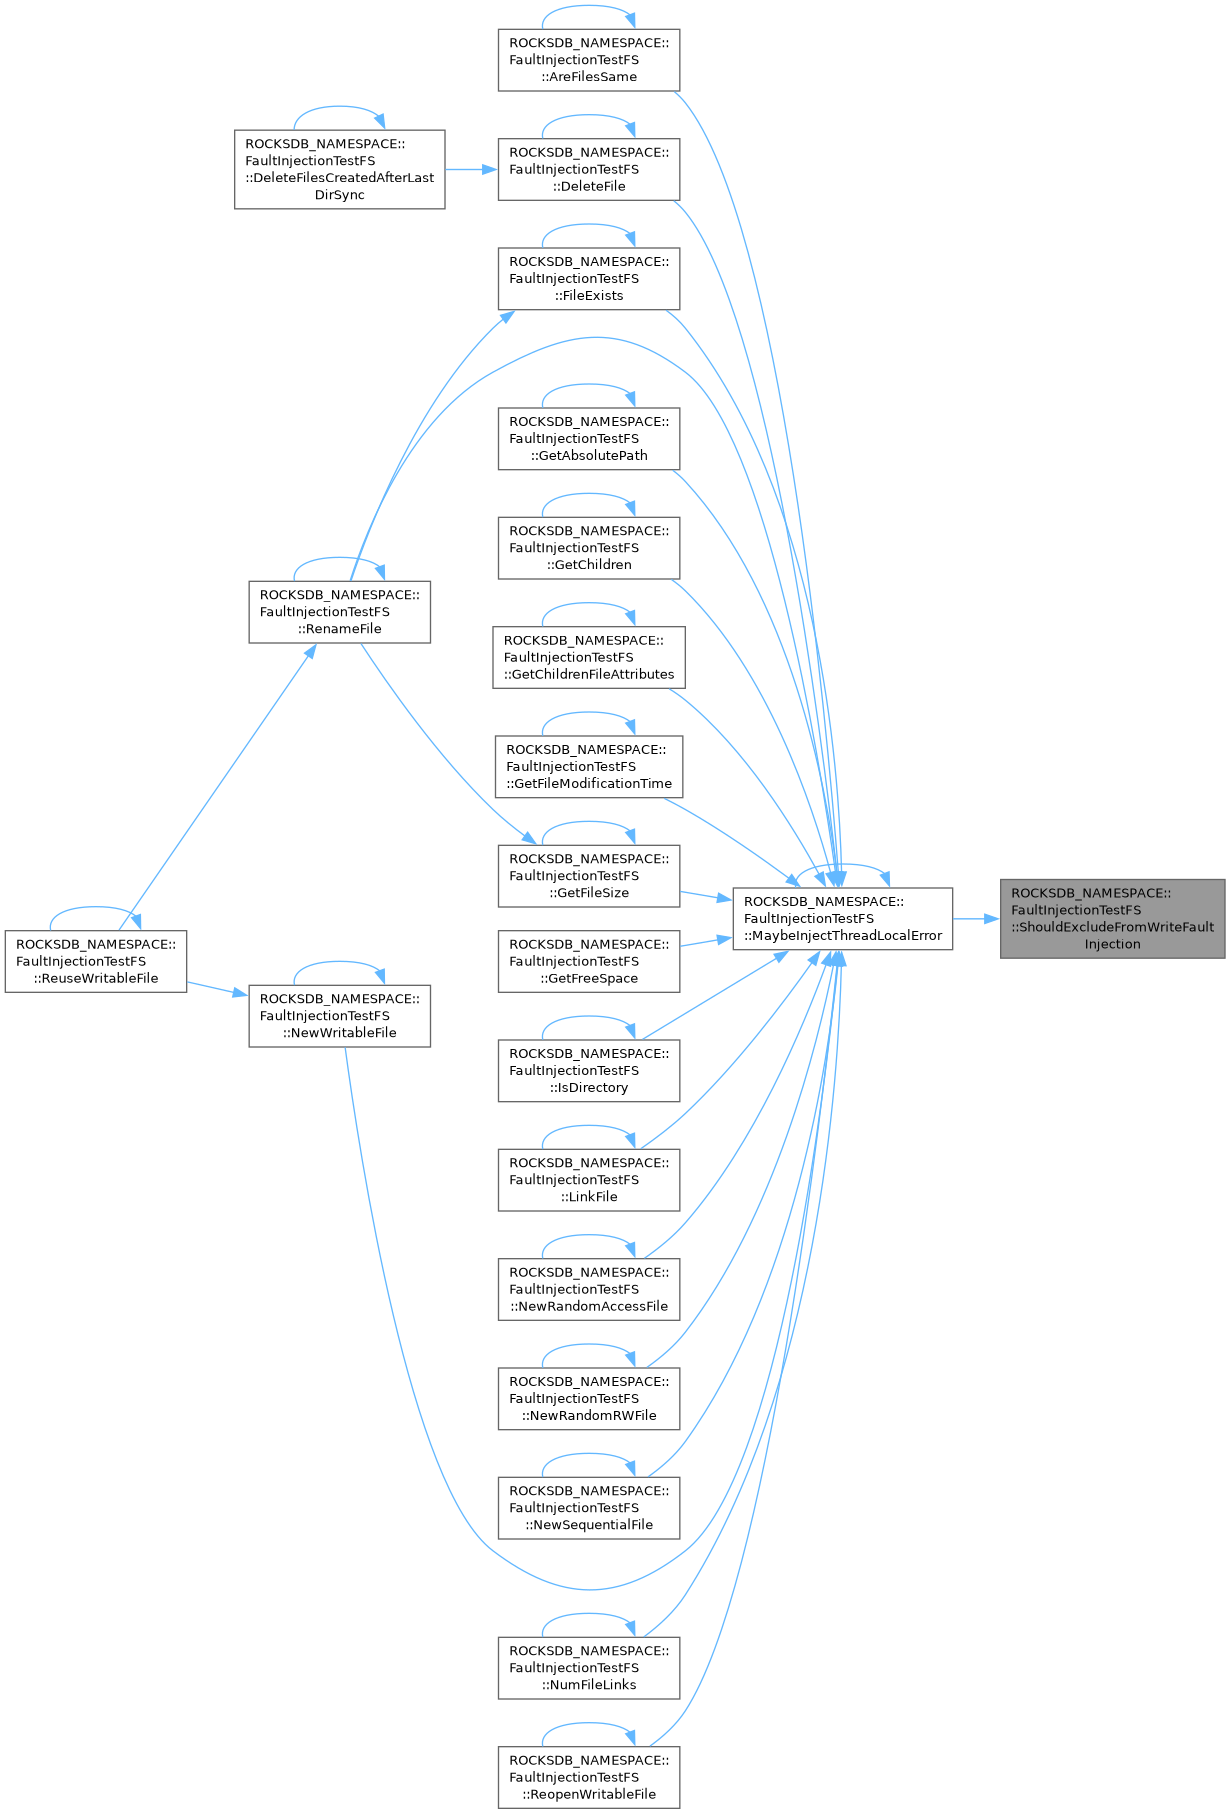 ROCKSDB_NAMESPACE::
FaultInjectionTestFS
::AreFilesSame
ROCKSDB_NAMESPACE::
FaultInjectionTestFS
::DeleteFilesCreatedAfterLast
DirSync
ROCKSDB_NAMESPACE::
FaultInjectionTestFS
::DeleteFile
ROCKSDB_NAMESPACE::
FaultInjectionTestFS
::FileExists
ROCKSDB_NAMESPACE::
FaultInjectionTestFS
::GetAbsolutePath
ROCKSDB_NAMESPACE::
FaultInjectionTestFS
::GetChildren
ROCKSDB_NAMESPACE::
FaultInjectionTestFS
::RenameFile
ROCKSDB_NAMESPACE::
FaultInjectionTestFS
::GetChildrenFileAttributes
ROCKSDB_NAMESPACE::
FaultInjectionTestFS
::GetFileModificationTime
ROCKSDB_NAMESPACE::
FaultInjectionTestFS
::GetFileSize
ROCKSDB_NAMESPACE::
FaultInjectionTestFS
::MaybeInjectThreadLocalError
ROCKSDB_NAMESPACE::
FaultInjectionTestFS
::ShouldExcludeFromWriteFault
Injection
ROCKSDB_NAMESPACE::
FaultInjectionTestFS
::ReuseWritableFile
ROCKSDB_NAMESPACE::
FaultInjectionTestFS
::GetFreeSpace
ROCKSDB_NAMESPACE::
FaultInjectionTestFS
::NewWritableFile
ROCKSDB_NAMESPACE::
FaultInjectionTestFS
::IsDirectory
ROCKSDB_NAMESPACE::
FaultInjectionTestFS
::LinkFile
ROCKSDB_NAMESPACE::
FaultInjectionTestFS
::NewRandomAccessFile
ROCKSDB_NAMESPACE::
FaultInjectionTestFS
::NewRandomRWFile
ROCKSDB_NAMESPACE::
FaultInjectionTestFS
::NewSequentialFile
ROCKSDB_NAMESPACE::
FaultInjectionTestFS
::NumFileLinks
ROCKSDB_NAMESPACE::
FaultInjectionTestFS
::ReopenWritableFile